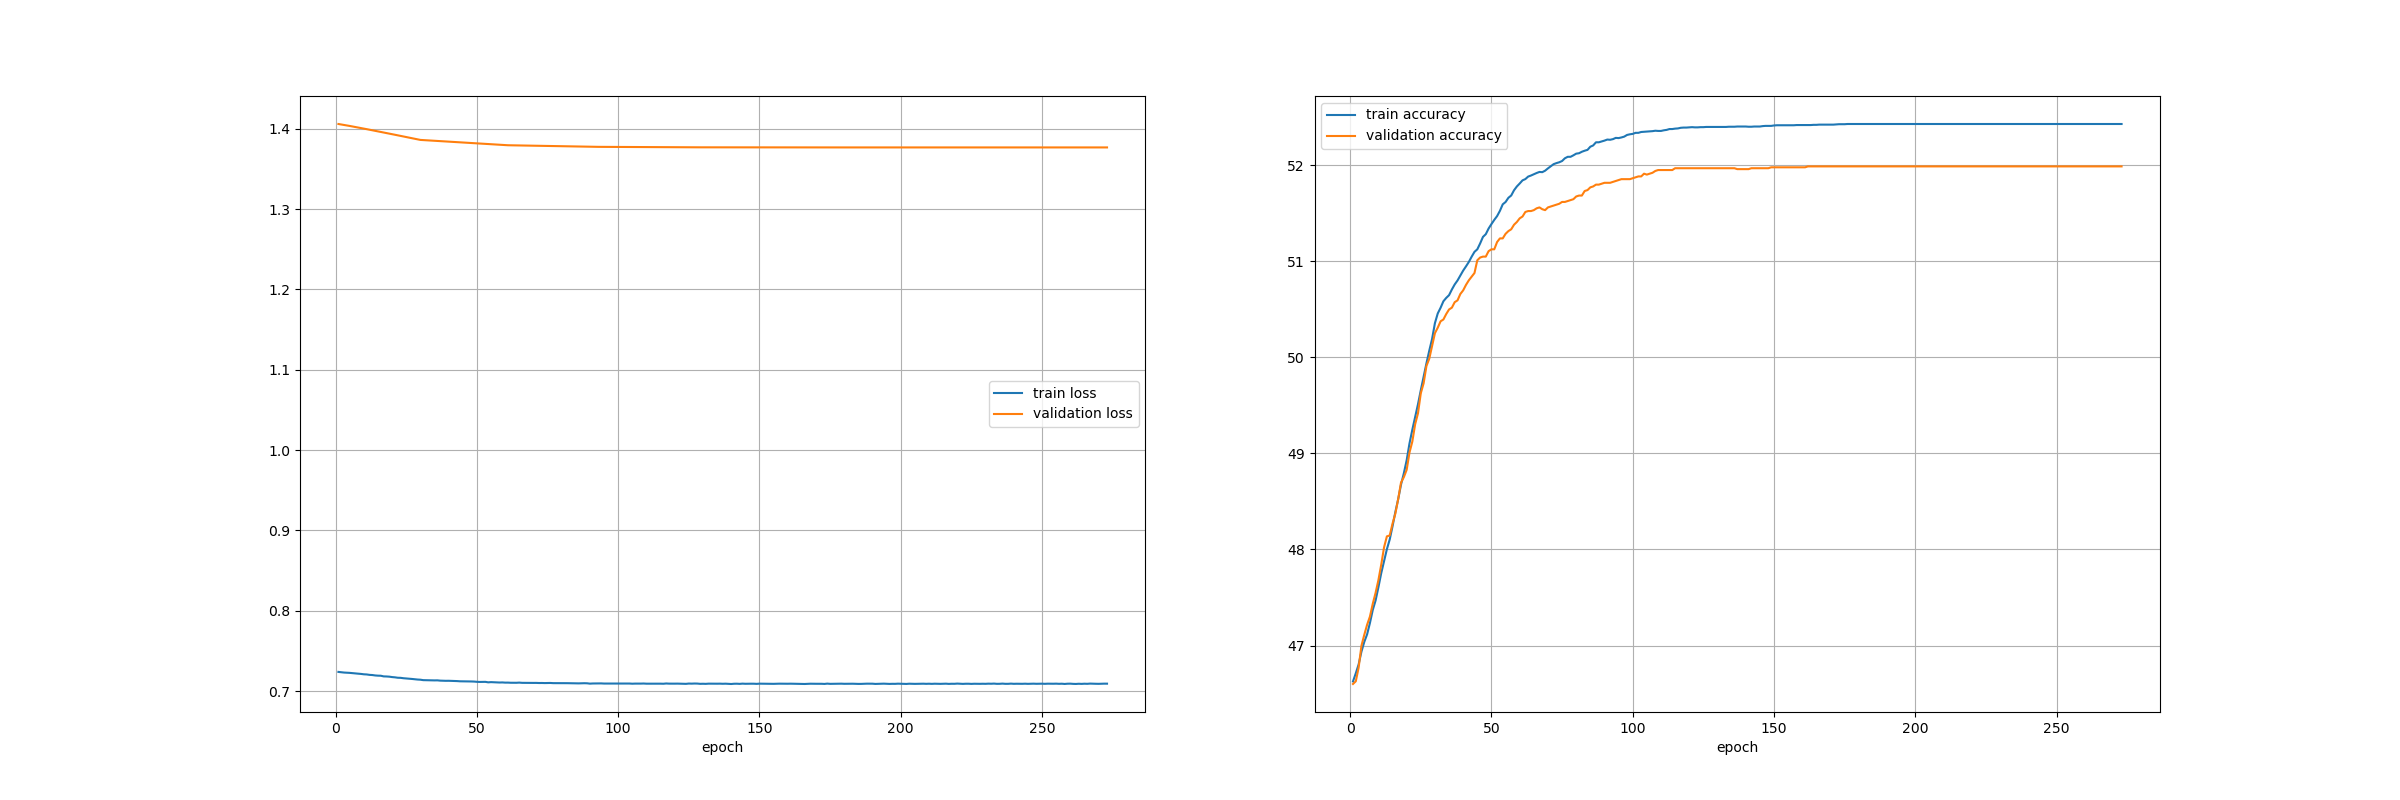 1.4
1.3
1.2
1.1
1.0
0.9
0.8
0.7
0 50 100 150 200 250
epoch
train loss
validation loss
train accuracy
validation accuracy
52
51
50
49
48
47
0 50 100 150 200 250
epoch